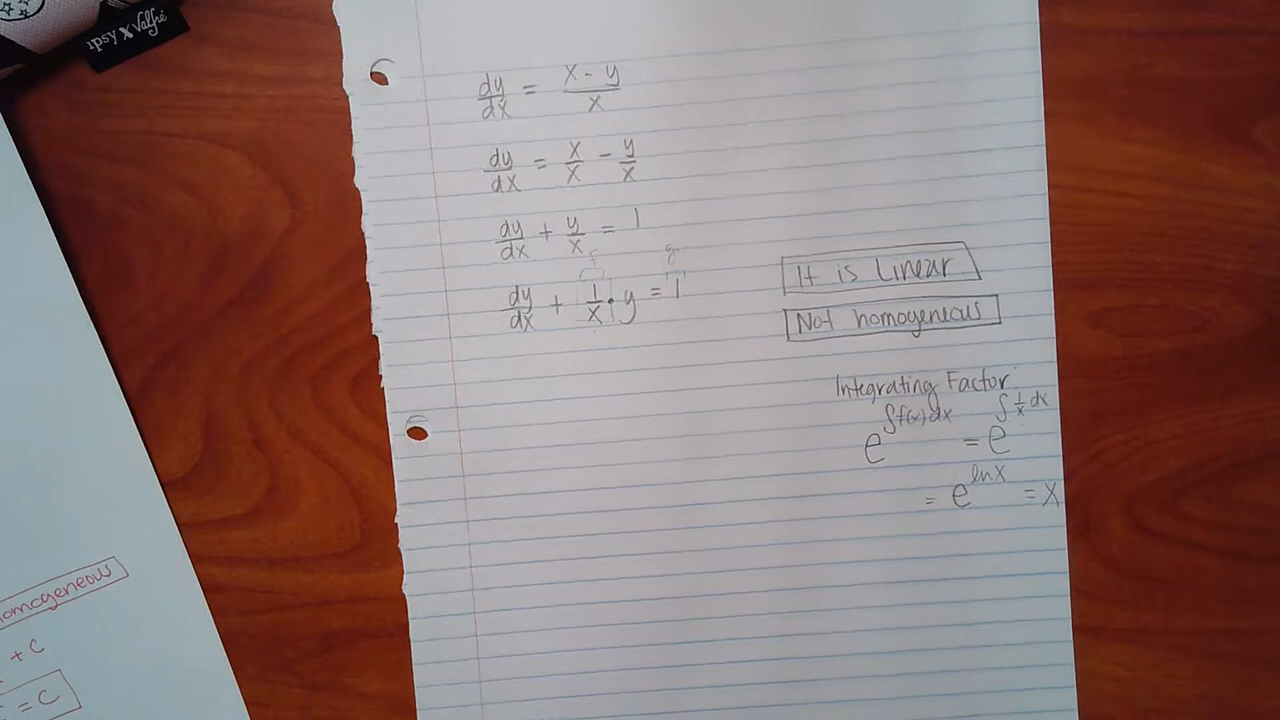 ipsy x Valfré
dy/dx = (x - y)/x
dy/dx = x/x - y/x
dy/dx + y/x = 1
f g
dy/dx + 1/x · y = 1
It is Linear
Not homogeneous
Integrating Factor
e^∫f(x)dx = e^∫1/x dx
= e^lnx = x
+ C
= C